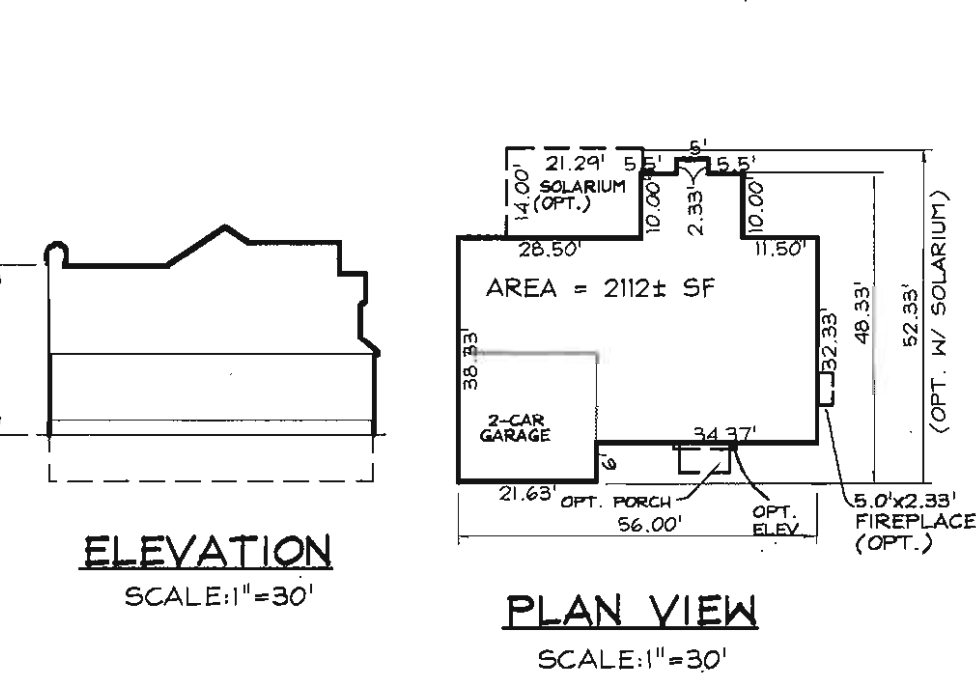 5'
21.29'
5.5'
5.5'
14.00'
SOLARIUM
(OPT.)
10.00'
2.33'
10.00'
28.50'
11.50'
AREA = 2112± SF
38.33'
32.33'
48.33'
52.33'
(OPT. W/ SOLARIUM)
2-CAR
GARAGE
34.37'
6'
21.63'
OPT. PORCH
OPT.
ELEV.
56.00'
5.0'x2.33'
FIREPLACE
(OPT.)
ELEVATION
SCALE:1"=30'
PLAN VIEW
SCALE:1"=30'